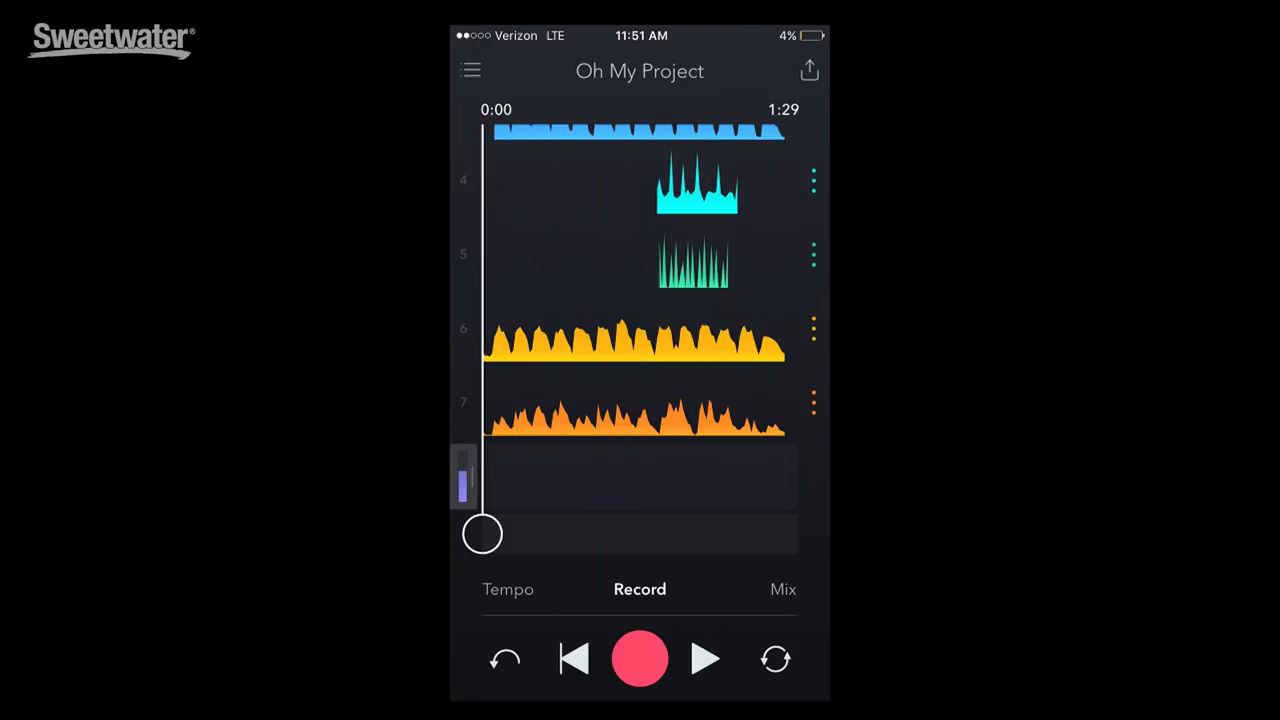 Sweetwater®
Verizon LTE 11:51 AM 4%
Oh My Project
0:00 1:29
4
5
6
7
Tempo Record Mix